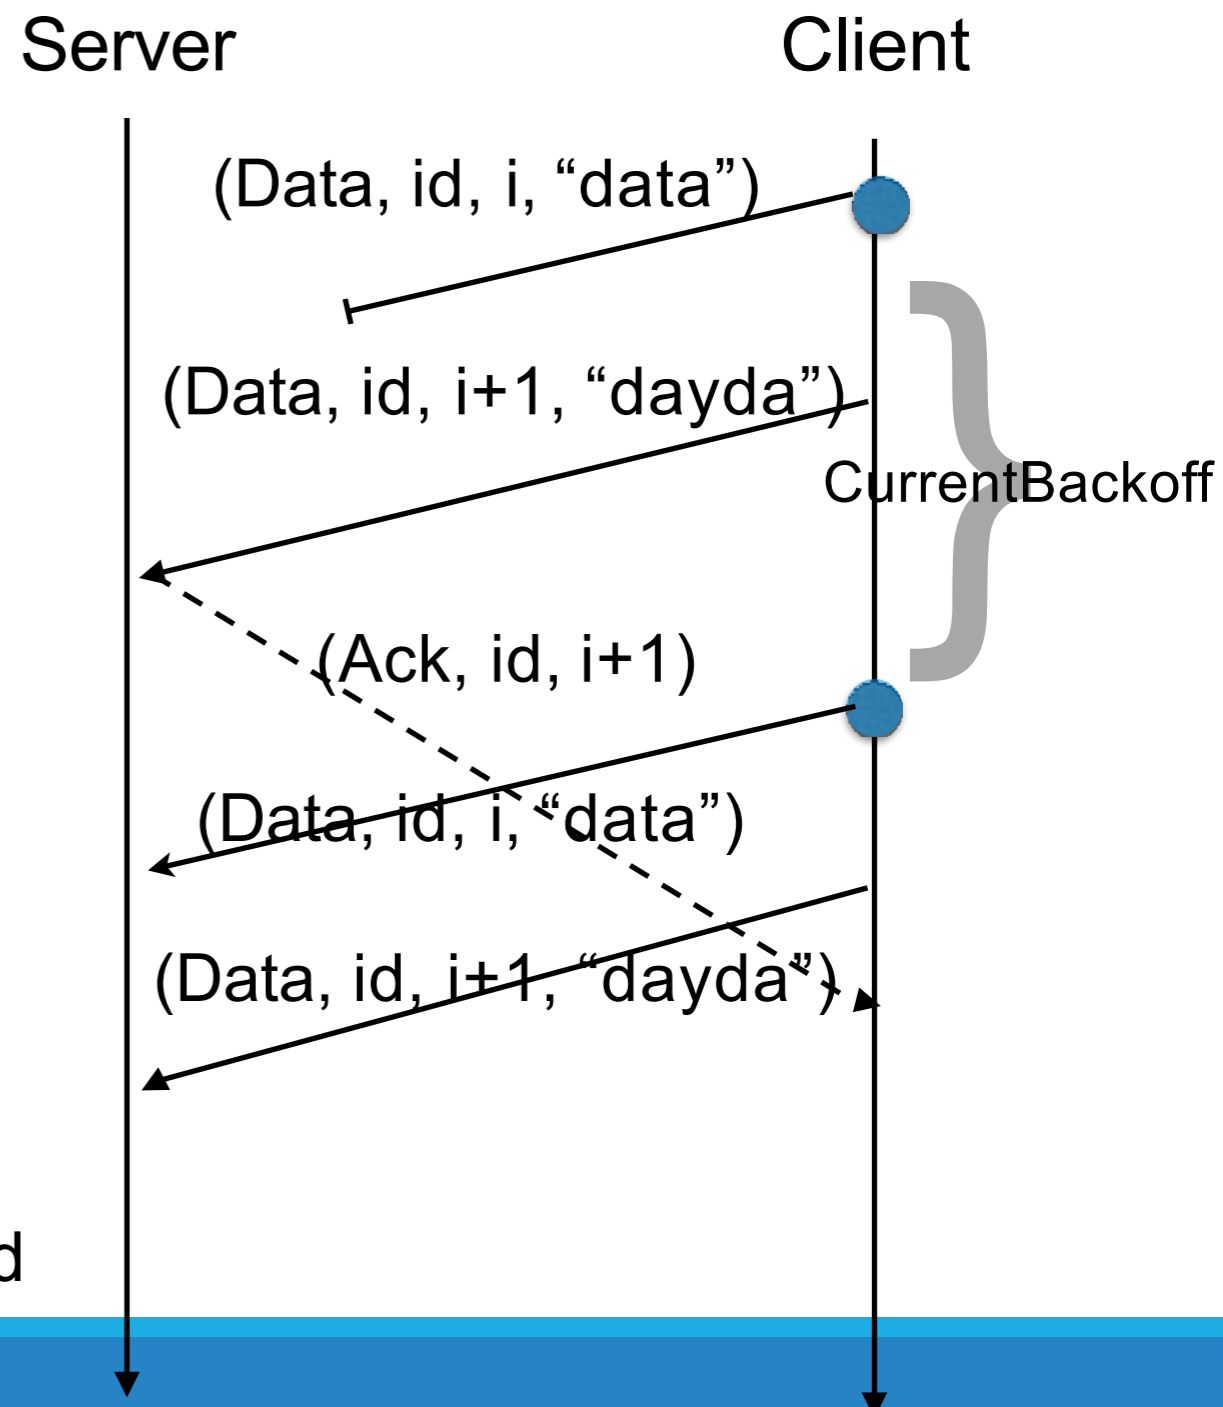 Server
Client
(Data, id, i, “data”)
(Data, id, i+1, “dayda”)
CurrentBackoff
(Ack, id, i+1)
(Data, id, i, “data”)
(Data, id, i+1, “dayda”)
d